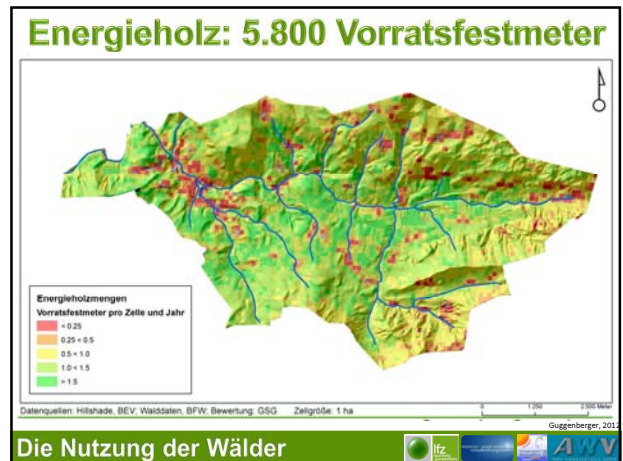 Energieholz: 5.800 Vorratsfestmeter
Energieholzmengen
Vorratsfestmeter pro Zelle und Jahr
< 0.25
0.25 < 0.5
0.5 < 1.0
1.0 < 1.5
> 1.5
Datenquellen: Hillshade, BEV; Walddaten, BFW; Bewertung: GSG Zellgröße: 1 ha
0 1.250 2.500 Meter
Guggenberger, 2012
Die Nutzung der Wälder
lfz
AWV